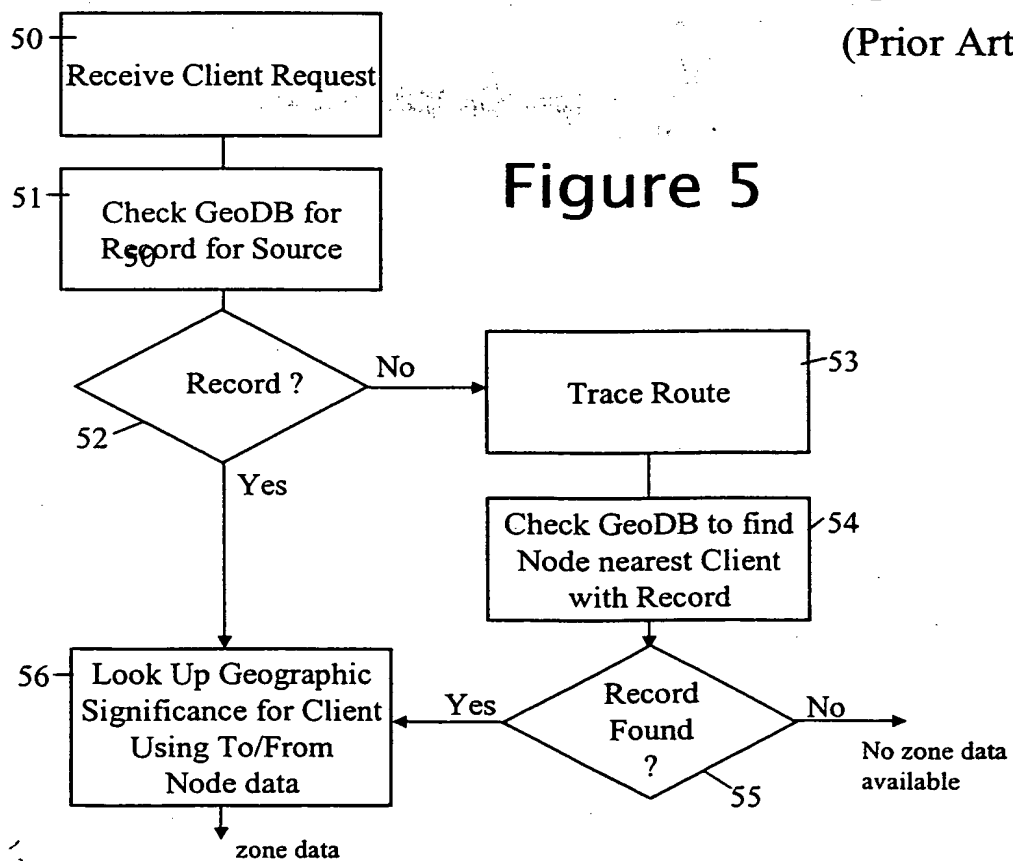 (Prior Art
50
Receive Client Request
Figure 5
51
Check GeoDB for
Record for Source
50
Record ?
No
52
Yes
53
Trace Route
54
Check GeoDB to find
Node nearest Client
with Record
56
Look Up Geographic
Significance for Client
Using To/From
Node data
Yes
Record
Found
?
No
55
No zone data
available
zone data